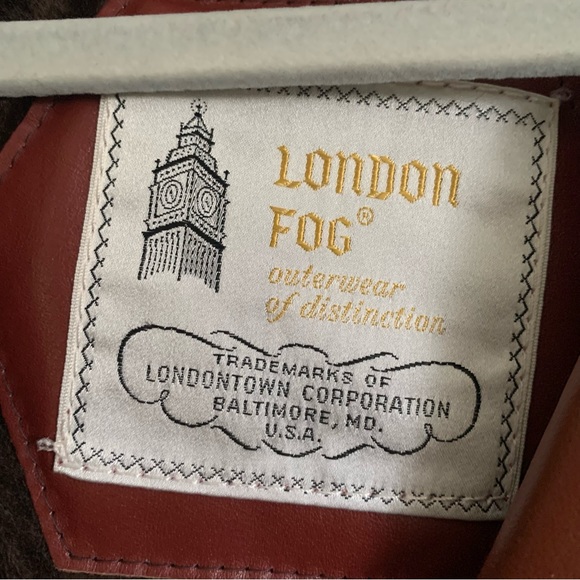 LONDON
FOG®
outerwear
of distinction
TRADEMARKS OF
LONDONTOWN CORPORATION
BALTIMORE, MD.
U.S.A.